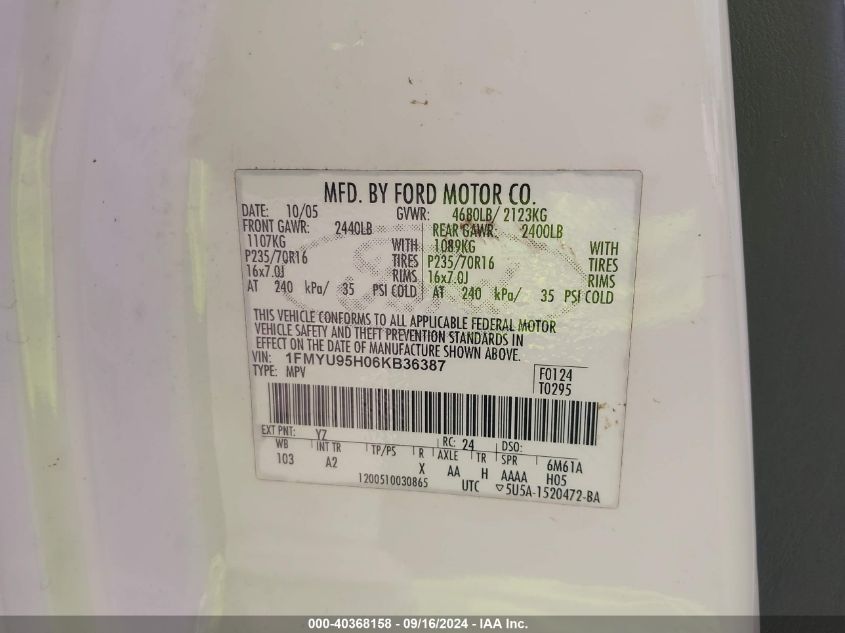 MFD. BY FORD MOTOR CO.
DATE: 10/05 GVWR: 4680LB/ 2123KG
FRONT GAWR: 2440LB REAR GAWR: 2400LB
1107KG WITH 1089KG WITH
P235/70R16 TIRES P235/70R16 TIRES
16x7.0J RIMS 16x7.0J RIMS
AT 240 kPa/ 35 PSI COLD AT 240 kPa/ 35 PSI COLD
THIS VEHICLE CONFORMS TO ALL APPLICABLE FEDERAL MOTOR
VEHICLE SAFETY AND THEFT PREVENTION STANDARDS IN
EFFECT ON THE DATE OF MANUFACTURE SHOWN ABOVE.
VIN: 1FMYU95H06KB36387
TYPE: MPV
F0124
T0295
EXT PNT: YZ RC: 24 DSO:
WB INT TR TP/PS R AXLE TR SPR 6M61A
103 A2 X AA H AAAA H05
1200510030865 UTC ▽5U5A-1520472-BA
000-40368158 - 09/16/2024 - IAA Inc.